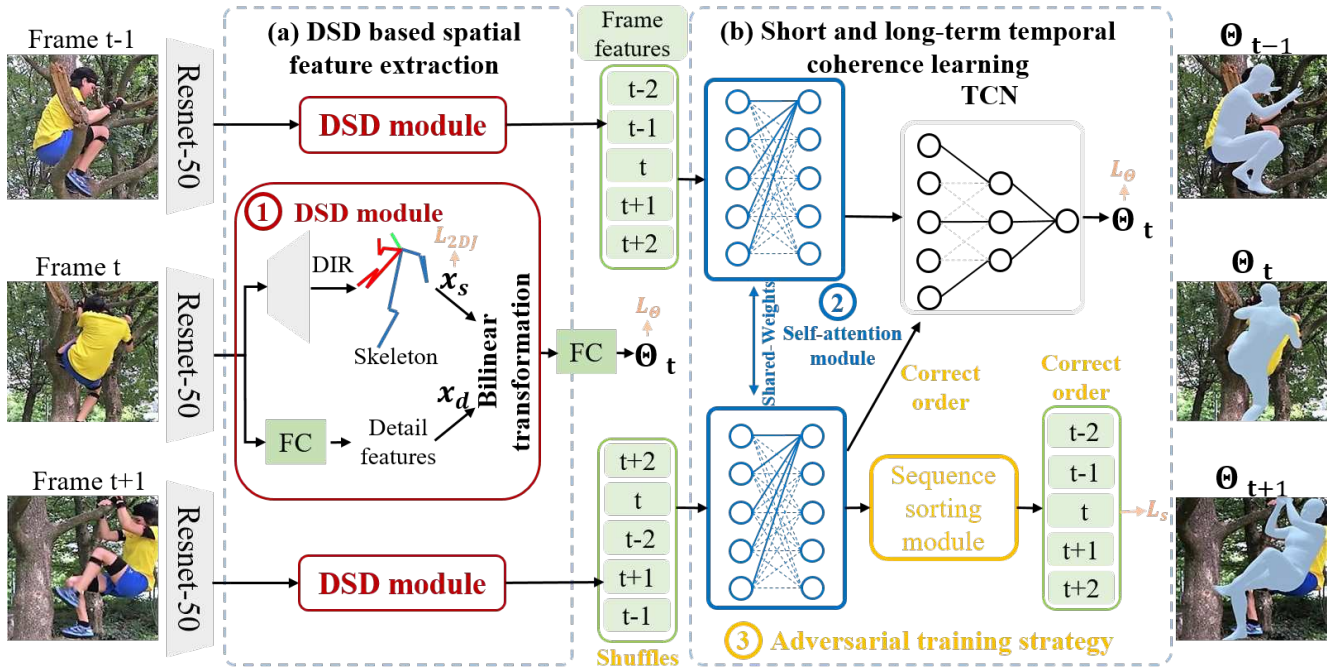 Frame t-1
Resnet-50
Frame t
Resnet-50
Frame t+1
Resnet-50
(a) DSD based spatial
feature extraction
DSD module
① DSD module
DIR
L2DJ
xs
Skeleton
xd
FC
Detail
features
Bilinear
transformation
DSD module
FC
LΘ
Θ t
Frame
features
t-2
t-1
t
t+1
t+2
t+2
t
t-2
t+1
t-1
Shuffles
(b) Short and long-term temporal
coherence learning
TCN
②
Self-attention
module
Shared-Weights
LΘ
Θ t
Correct
order
Sequence
sorting
module
Correct
order
t-2
t-1
t
t+1
t+2
Ls
③ Adversarial training strategy
Θ t−1
Θ t
Θ t+1